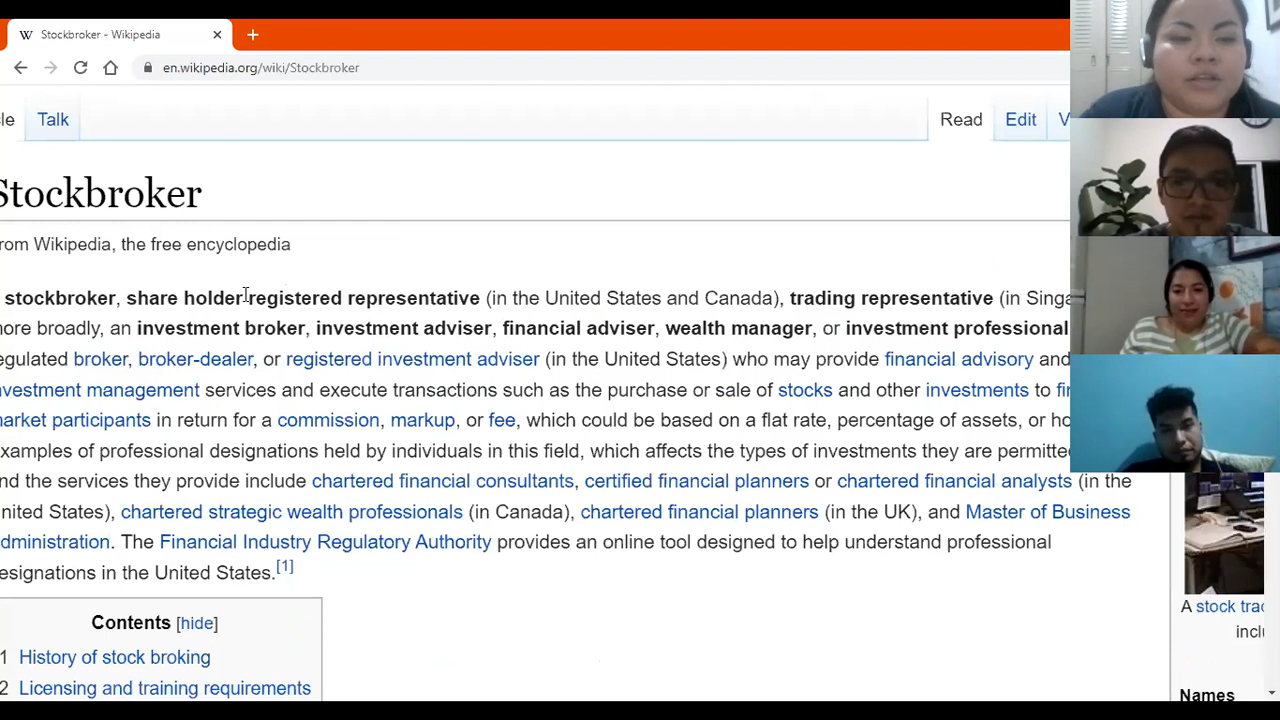 Stockbroker - Wikipedia
en.wikipedia.org/wiki/Stockbroker
cle Talk Read Edit V
Stockbroker
rom Wikipedia, the free encyclopedia
stockbroker, share holder registered representative (in the United States and Canada), trading representative (in Singa
ore broadly, an investment broker, investment adviser, financial adviser, wealth manager, or investment professional
egulated broker, broker-dealer, or registered investment adviser (in the United States) who may provide financial advisory and
nvestment management services and execute transactions such as the purchase or sale of stocks and other investments to fi
arket participants in return for a commission, markup, or fee, which could be based on a flat rate, percentage of assets, or ho
xamples of professional designations held by individuals in this field, which affects the types of investments they are permitte
nd the services they provide include chartered financial consultants, certified financial planners or chartered financial analysts (in the
nited States), chartered strategic wealth professionals (in Canada), chartered financial planners (in the UK), and Master of Business
dministration. The Financial Industry Regulatory Authority provides an online tool designed to help understand professional
esignations in the United States.[1]
Contents [hide]
1 History of stock broking
2 Licensing and training requirements
A stock trad
inclu
Names